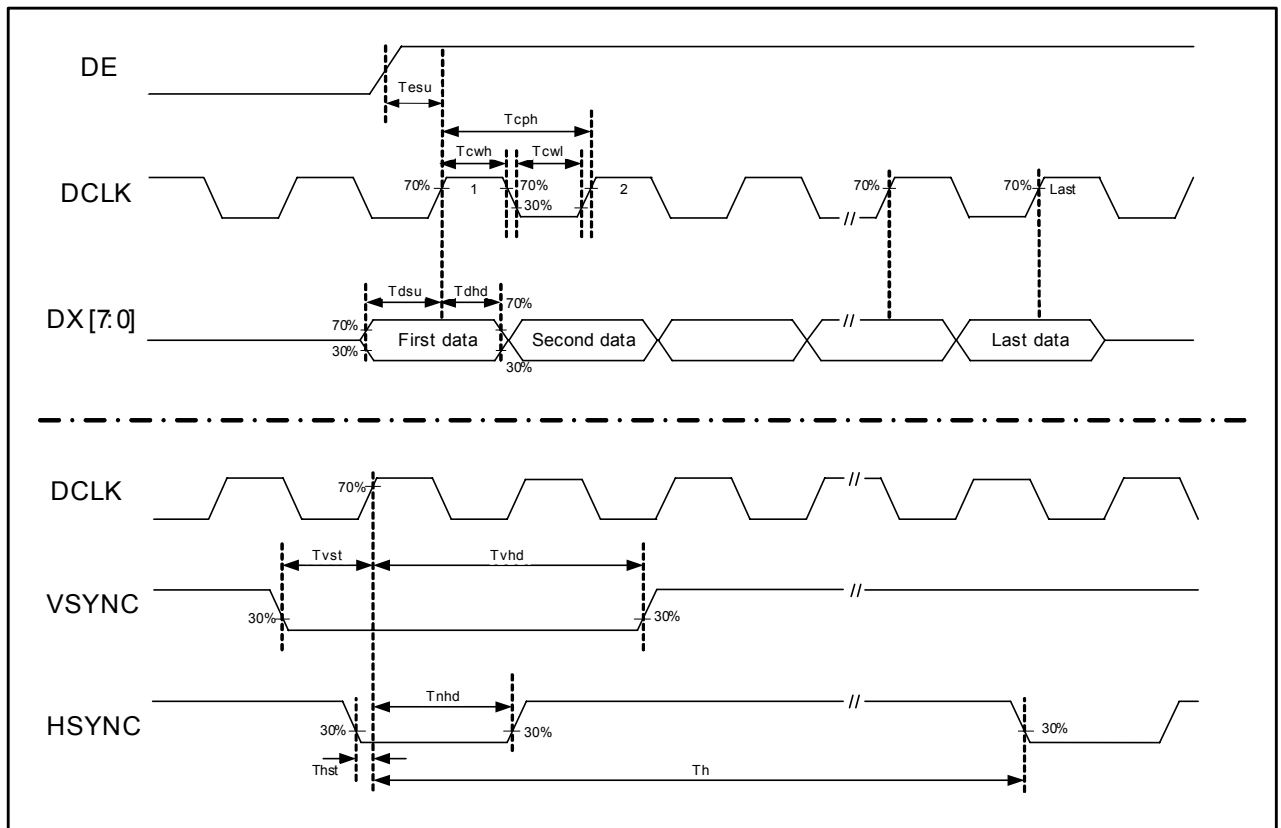 DE
Tesu
Tcph
Tcwh
Tcwl
DCLK
70%
1
70%
30%
2
70%
70%
Last
//
Tdsu
Tdhd
70%
DX[7:0]
70%
30%
First data
Second data
//
Last data
30%
DCLK
70%
//
Tvst
Tvhd
VSYNC
30%
30%
//
Tnhd
HSYNC
30%
30%
//
30%
Thst
Th